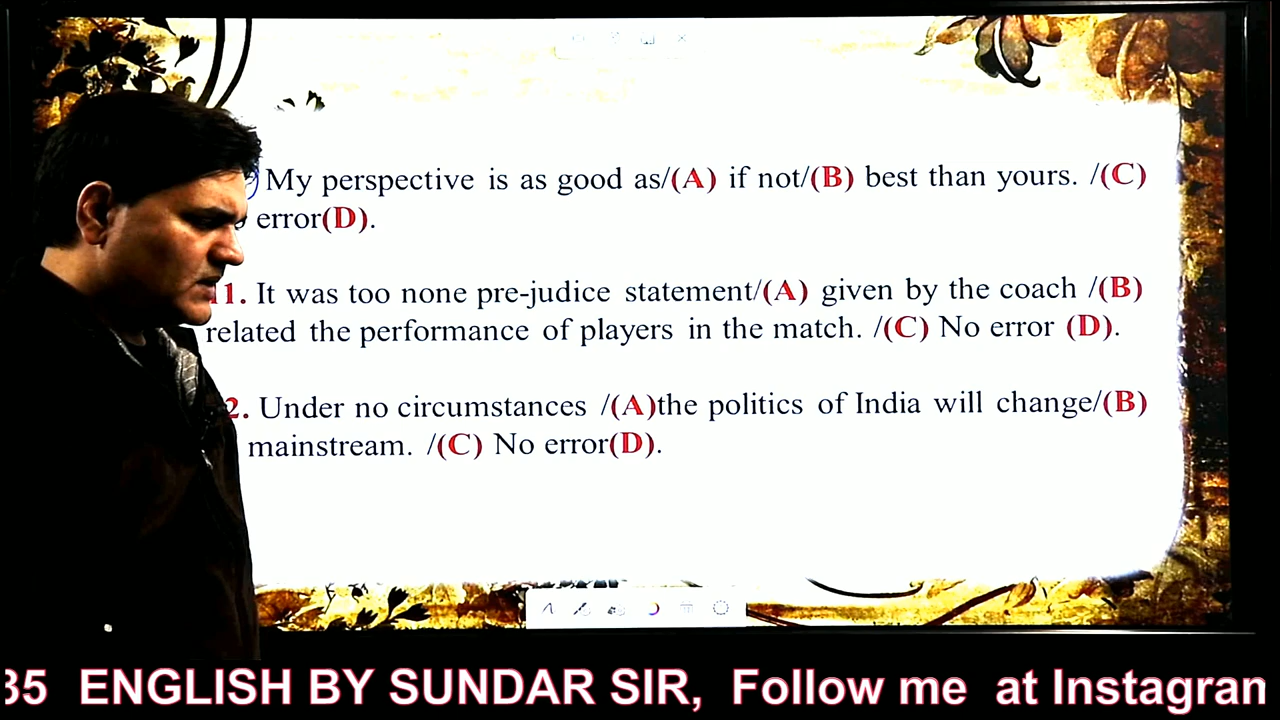 My perspective is as good as/(A) if not/(B) best than yours. /(C)
error(D).
1. It was too none pre-judice statement/(A) given by the coach /(B)
related the performance of players in the match. /(C) No error (D).
2. Under no circumstances /(A)the politics of India will change/(B)
mainstream. /(C) No error(D).
35 ENGLISH BY SUNDAR SIR, Follow me at Instagran